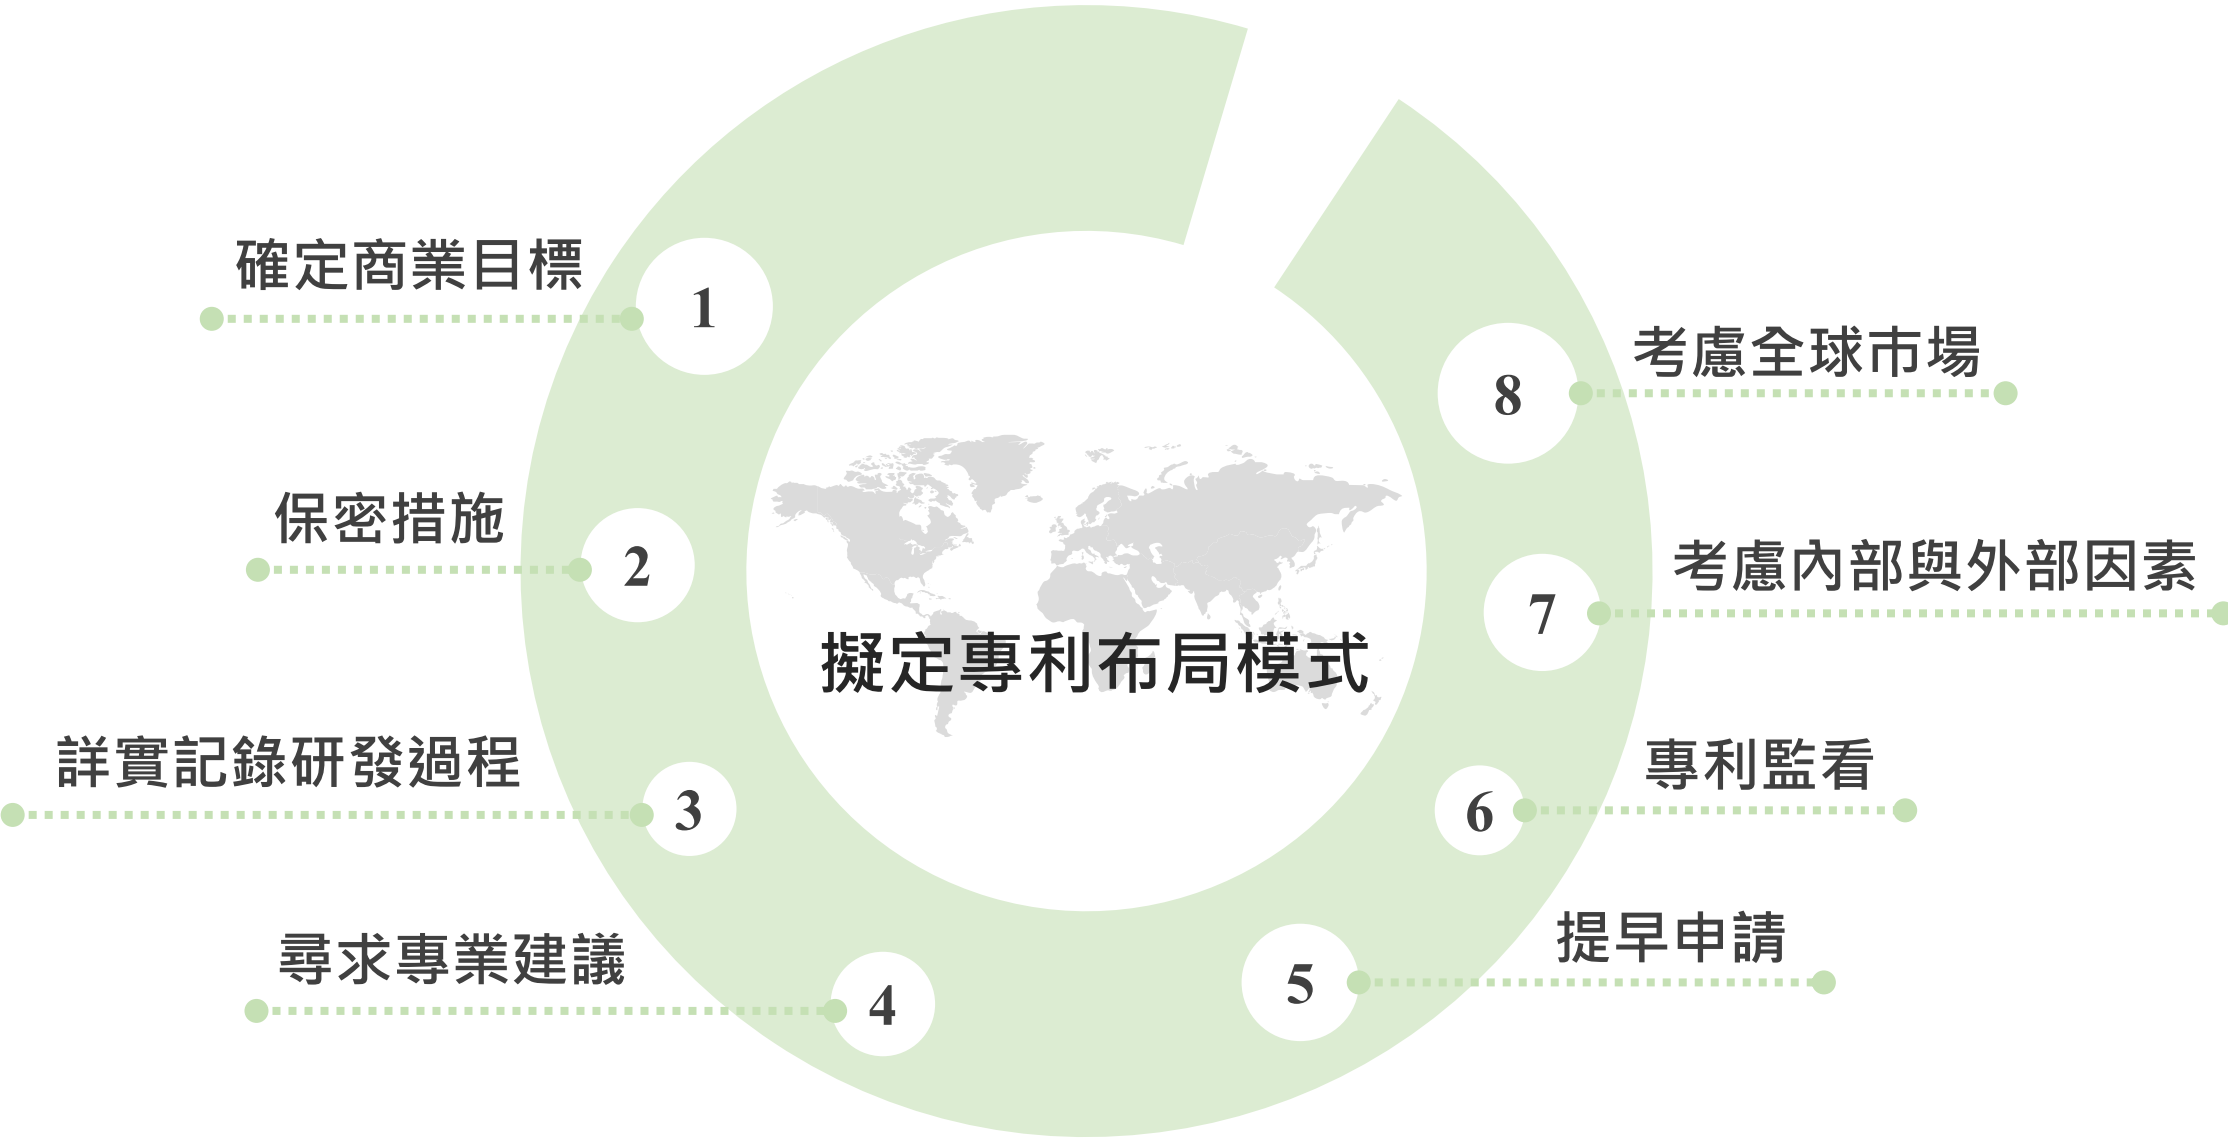 確定商業目標
1
保密措施
2
詳實記錄研發過程
3
尋求專業建議
4
提早申請
5
專利監看
6
考慮內部與外部因素
7
考慮全球市場
8
擬定專利布局模式